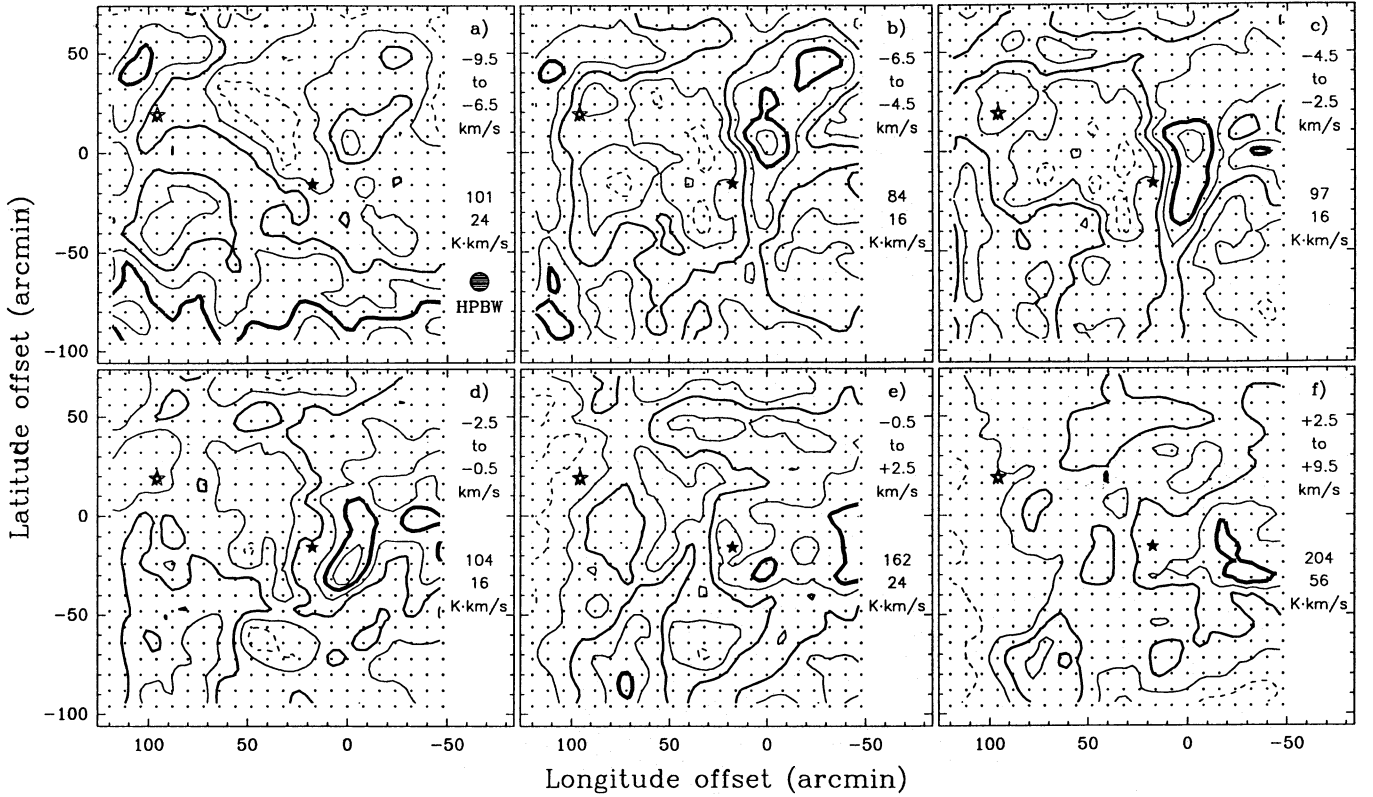 a)
−9.5
to
−6.5
km/s
101
24
K·km/s
HPBW
b)
−6.5
to
−4.5
km/s
84
16
K·km/s
c)
−4.5
to
−2.5
km/s
97
16
K·km/s
50
0
−50
−100
d)
−2.5
to
−0.5
km/s
104
16
K·km/s
e)
−0.5
to
+2.5
km/s
162
24
K·km/s
f)
+2.5
to
+9.5
km/s
204
56
K·km/s
50
0
−50
−100
100 50 0 −50
100 50 0 −50
100 50 0 −50
Latitude offset (arcmin)
Longitude offset (arcmin)